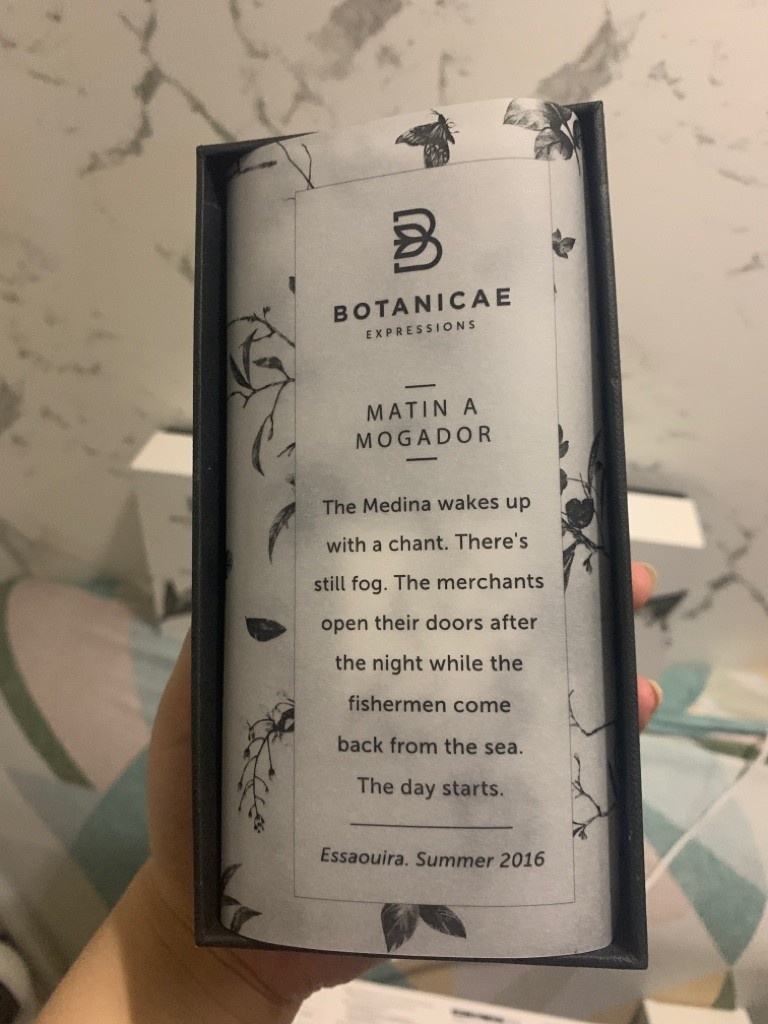 B
BOTANICAE
EXPRESSIONS
MATIN A
MOGADOR
The Medina wakes up
with a chant. There's
still fog. The merchants
open their doors after
the night while the
fishermen come
back from the sea.
The day starts.
Essaouira. Summer 2016